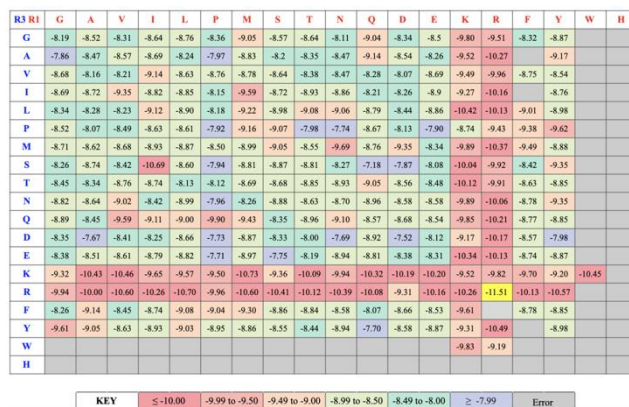 R3 R1 G A V I L P M S T N Q D E K R F Y W H
G -8.19 -8.52 -8.31 -8.64 -8.76 -8.36 -9.05 -8.57 -8.64 -8.11 -9.04 -8.34 -8.5 -9.80 -9.51 -8.32 -8.87
A -7.86 -8.47 -8.57 -8.69 -8.24 -7.97 -8.83 -8.2 -8.35 -8.47 -9.14 -8.54 -8.26 -9.52 -10.27 -9.17
V -8.68 -8.16 -8.21 -9.14 -8.63 -8.76 -8.78 -8.64 -8.38 -8.47 -8.28 -8.07 -8.69 -9.49 -9.96 -8.75 -8.54
I -8.69 -8.72 -9.35 -8.82 -8.85 -8.15 -9.59 -8.72 -8.93 -8.86 -8.21 -8.26 -8.9 -9.27 -10.16 -8.76
L -8.34 -8.28 -8.23 -9.12 -8.90 -8.18 -9.22 -8.98 -9.08 -9.06 -8.79 -8.44 -8.86 -10.42 -10.13 -9.01 -8.98
P -8.52 -8.07 -8.49 -8.63 -8.61 -7.92 -9.16 -9.07 -7.98 -7.74 -8.67 -8.13 -7.90 -8.74 -9.43 -9.38 -9.62
M -8.71 -8.62 -8.68 -8.93 -8.87 -8.50 -8.99 -9.05 -8.55 -9.69 -8.76 -9.35 -8.34 -9.89 -10.37 -9.49 -8.88
S -8.26 -8.74 -8.42 -10.69 -8.60 -7.94 -8.81 -8.87 -8.81 -8.27 -7.18 -7.87 -8.08 -9.04 -9.92 -8.42 -9.35
T -8.45 -8.34 -8.76 -8.74 -8.13 -8.12 -8.69 -8.68 -8.85 -8.93 -9.05 -8.56 -8.48 -10.12 -9.91 -8.63 -8.85
N -8.82 -8.64 -9.02 -8.42 -8.99 -7.96 -8.26 -8.88 -8.63 -8.70 -8.96 -8.58 -8.58 -9.89 -10.06 -8.78 -9.35
Q -8.89 -8.45 -9.59 -9.11 -9.00 -9.90 -9.43 -8.35 -8.96 -9.10 -8.57 -8.68 -8.54 -9.85 -10.21 -8.77 -8.85
D -8.35 -7.67 -8.41 -8.25 -8.66 -7.73 -8.87 -8.33 -8.00 -7.69 -8.92 -7.52 -8.12 -9.17 -10.17 -8.57 -7.98
E -8.38 -8.51 -8.61 -8.79 -8.82 -7.71 -8.97 -7.75 -8.19 -8.94 -8.81 -8.38 -8.31 -10.34 -10.13 -8.74 -8.87
K -9.32 -10.43 -10.46 -9.65 -9.57 -9.50 -10.73 -9.36 -10.09 -9.94 -10.32 -10.19 -10.20 -9.52 -9.82 -9.70 -9.20 -10.45
R -9.94 -10.00 -10.60 -10.26 -10.70 -9.96 -10.60 -10.41 -10.12 -10.39 -10.08 -9.31 -10.16 -10.26 -11.51 -10.13 -10.57
F -8.26 -9.14 -8.45 -8.74 -9.08 -9.04 -9.30 -8.86 -8.84 -8.58 -8.07 -8.66 -8.53 -9.61 -8.78 -8.85
Y -9.61 -9.05 -8.63 -8.93 -9.03 -8.95 -8.86 -8.55 -8.44 -8.94 -7.70 -8.58 -8.87 -9.31 -10.49 -8.98
W -9.83 -9.19
H
KEY ≤ -10.00 -9.99 to -9.50 -9.49 to -9.00 -8.99 to -8.50 -8.49 to -8.00 ≥ -7.99 Error